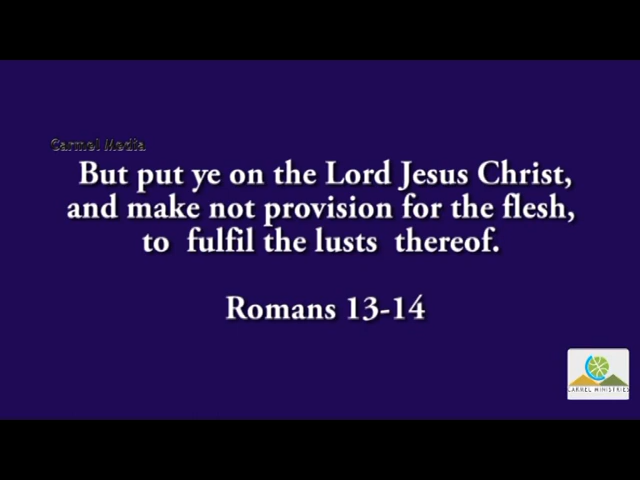 Carmel Media
But put ye on the Lord Jesus Christ,
and make not provision for the flesh,
to fulfil the lusts thereof.
Romans 13-14
CARMEL MINISTRIES